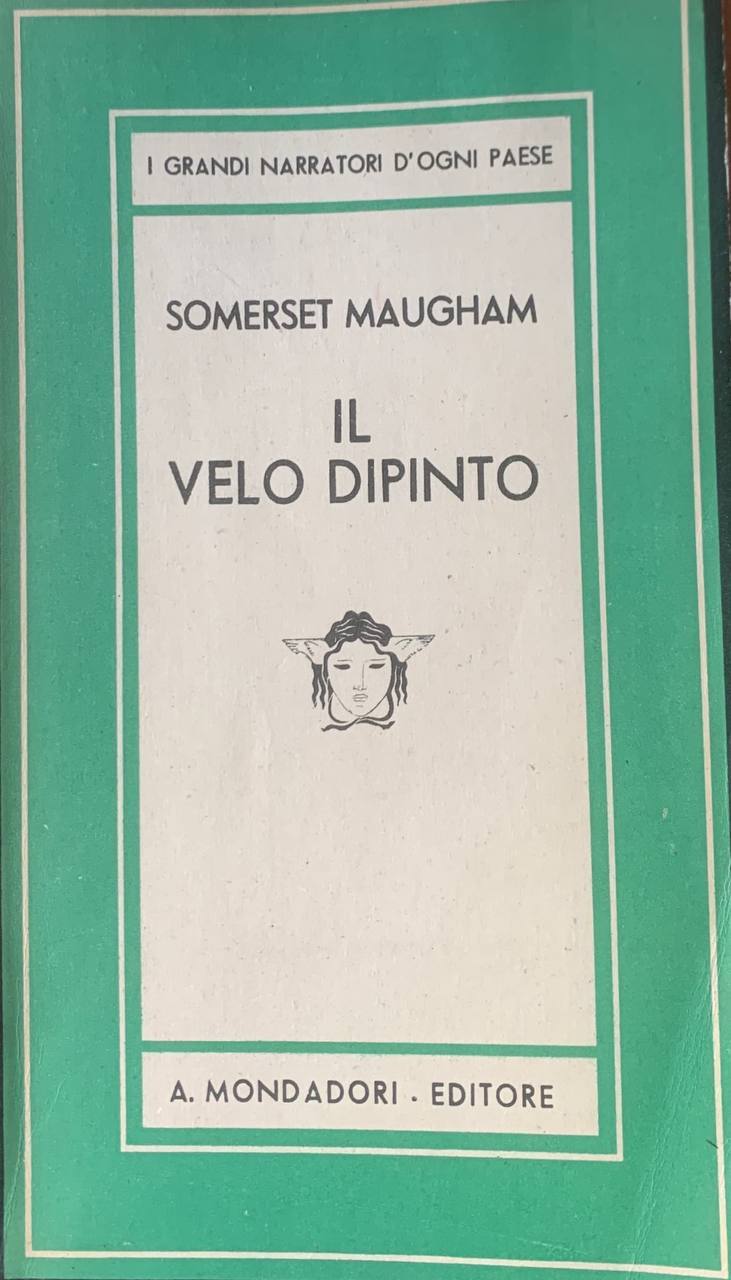 I GRANDI NARRATORI D'OGNI PAESE
SOMERSET MAUGHAM
IL
VELO DIPINTO
A. MONDADORI . EDITORE